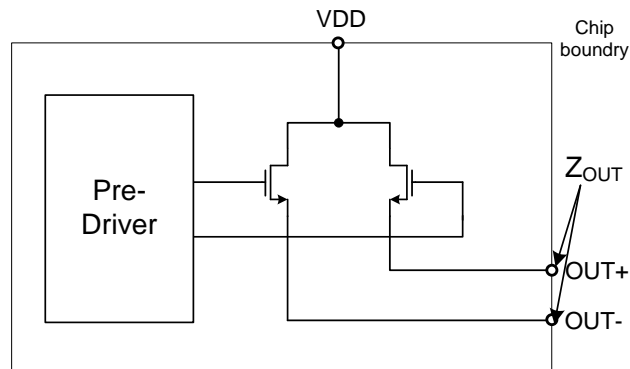 VDD
Chip
boundry
Pre-
Driver
ZOUT
OUT+
OUT-